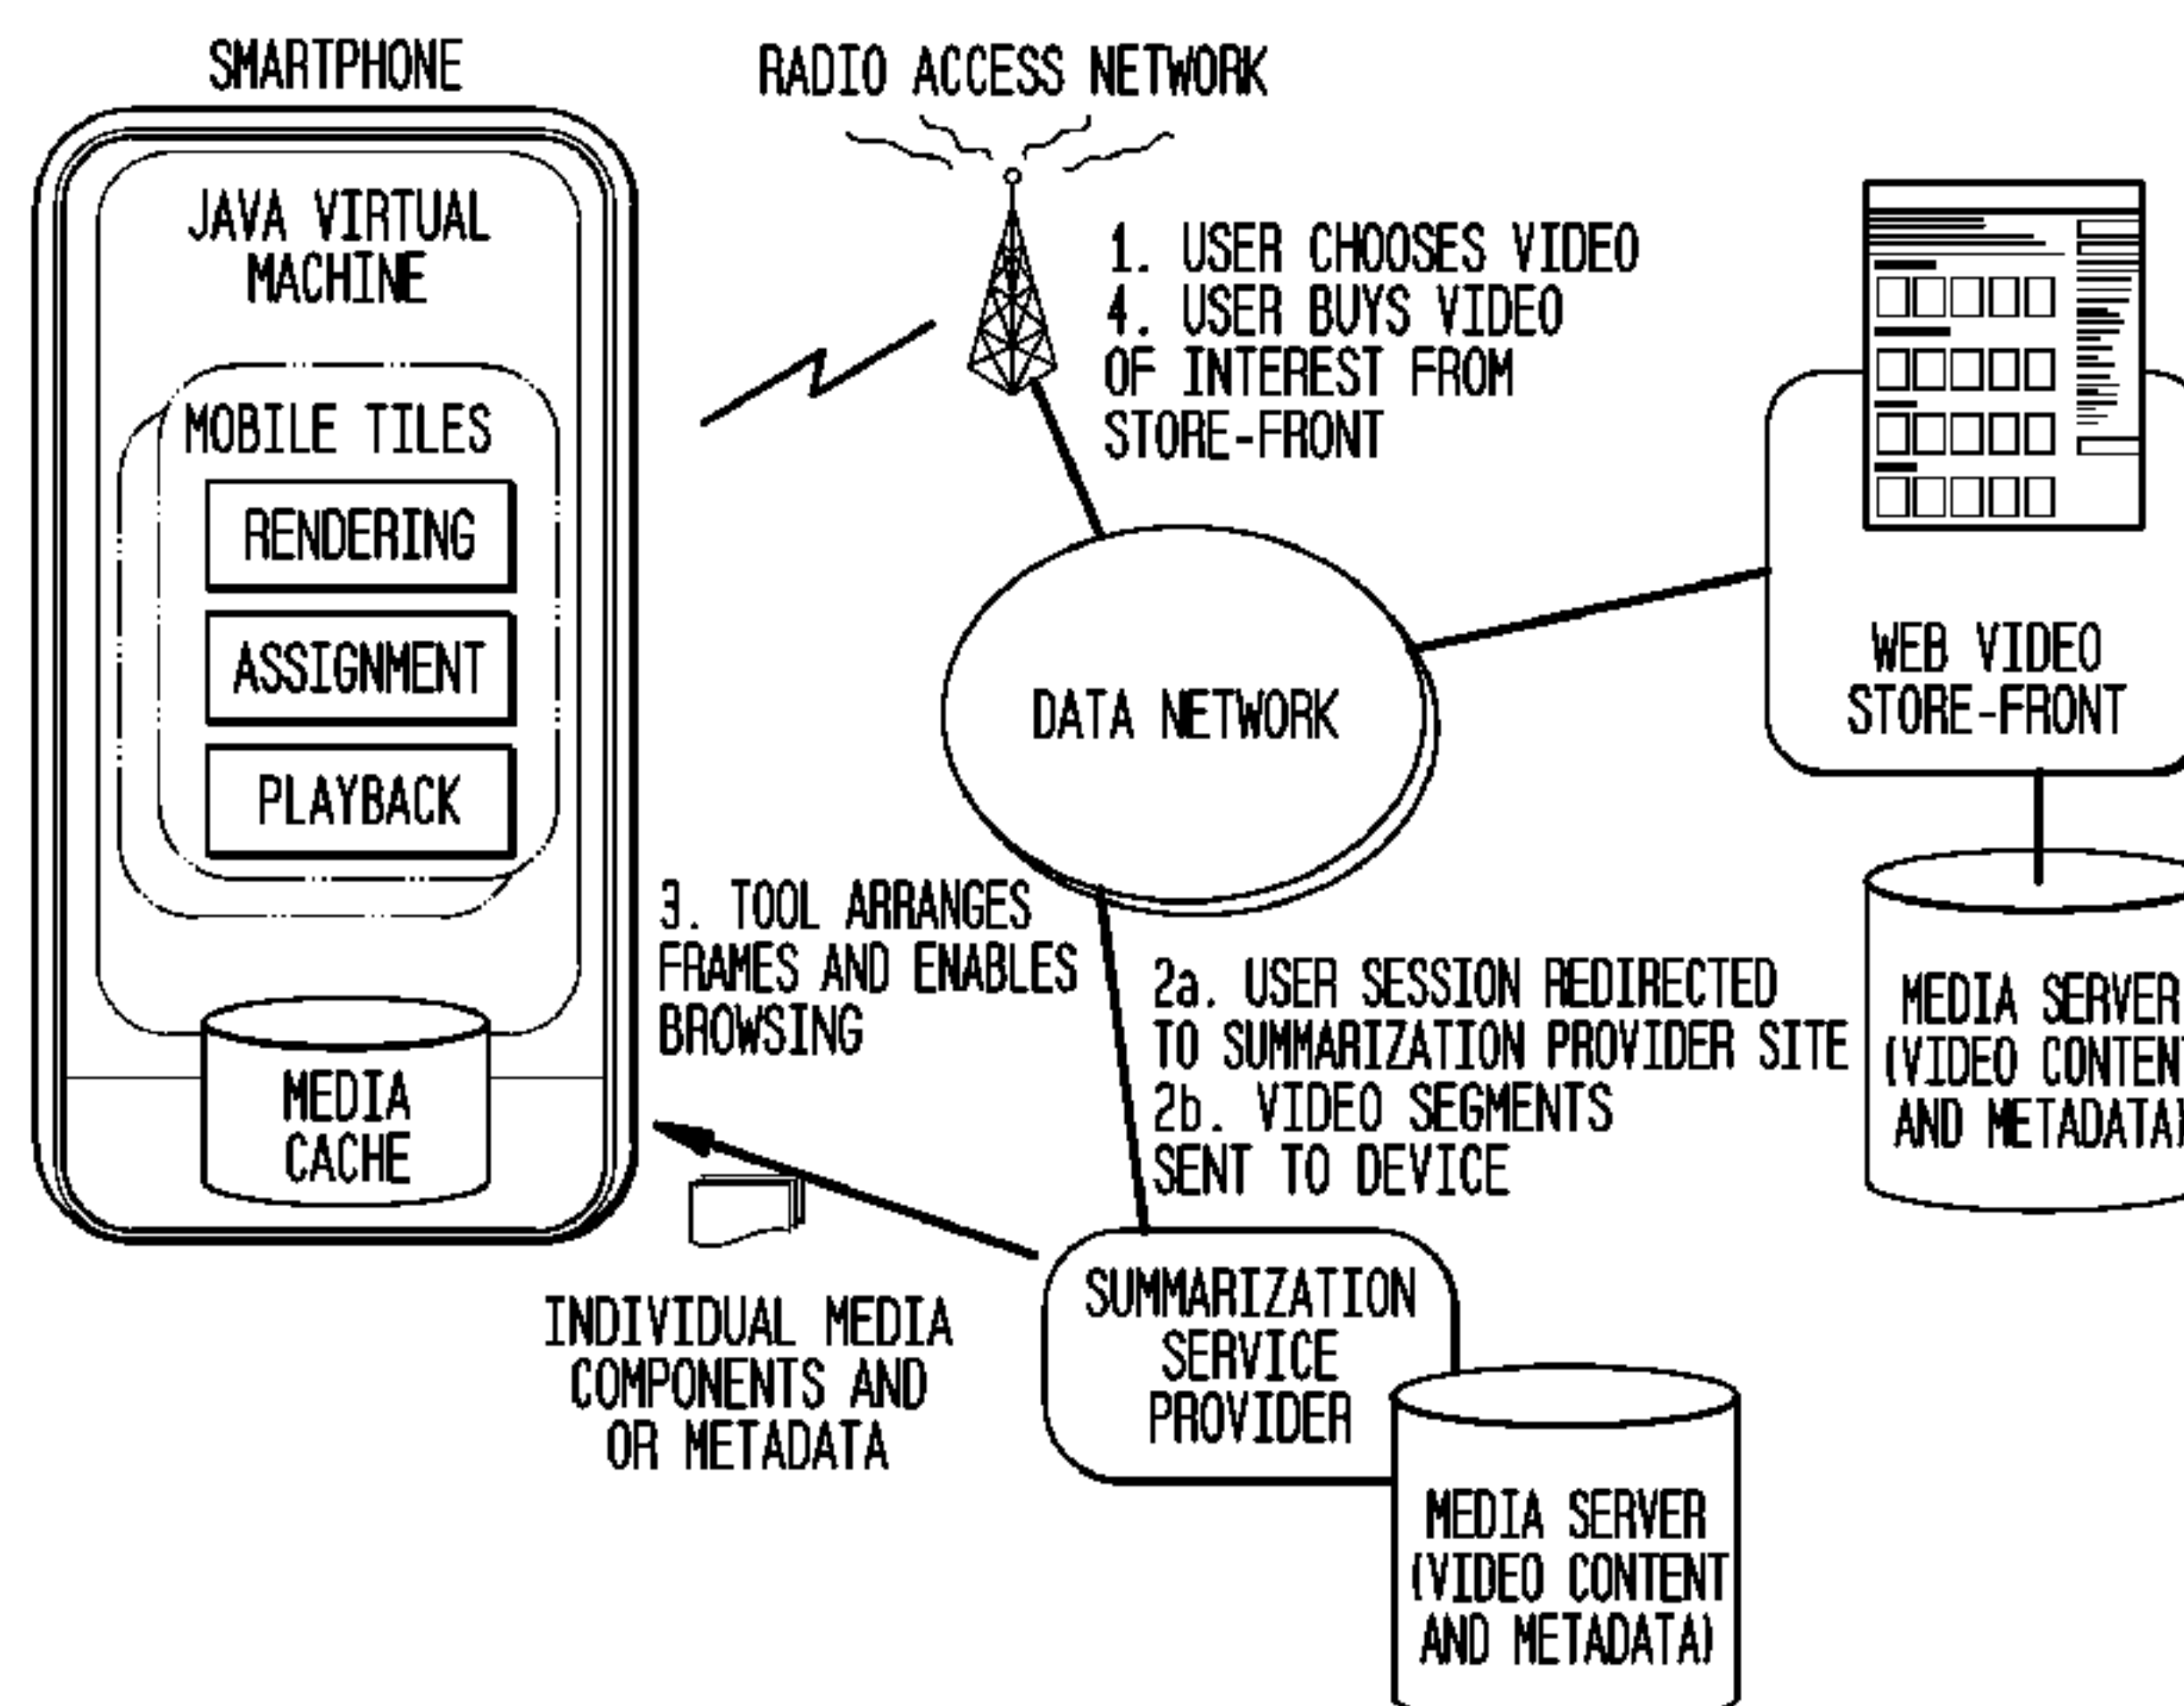 SMARTPHONE
JAVA VIRTUAL
MACHINE
MOBILE TILES
RENDERING
ASSIGNMENT
PLAYBACK
MEDIA
CACHE
RADIO ACCESS NETWORK
1. USER CHOOSES VIDEO
4. USER BUYS VIDEO
OF INTEREST FROM
STORE-FRONT
DATA NETWORK
WEB VIDEO
STORE-FRONT
MEDIA SERVER
(VIDEO CONTENT
AND METADATA)
3. TOOL ARRANGES
FRAMES AND ENABLES
BROWSING
2a. USER SESSION REDIRECTED
TO SUMMARIZATION PROVIDER SITE
2b. VIDEO SEGMENTS
SENT TO DEVICE
INDIVIDUAL MEDIA
COMPONENTS AND
OR METADATA
SUMMARIZATION
SERVICE
PROVIDER
MEDIA SERVER
(VIDEO CONTENT
AND METADATA)